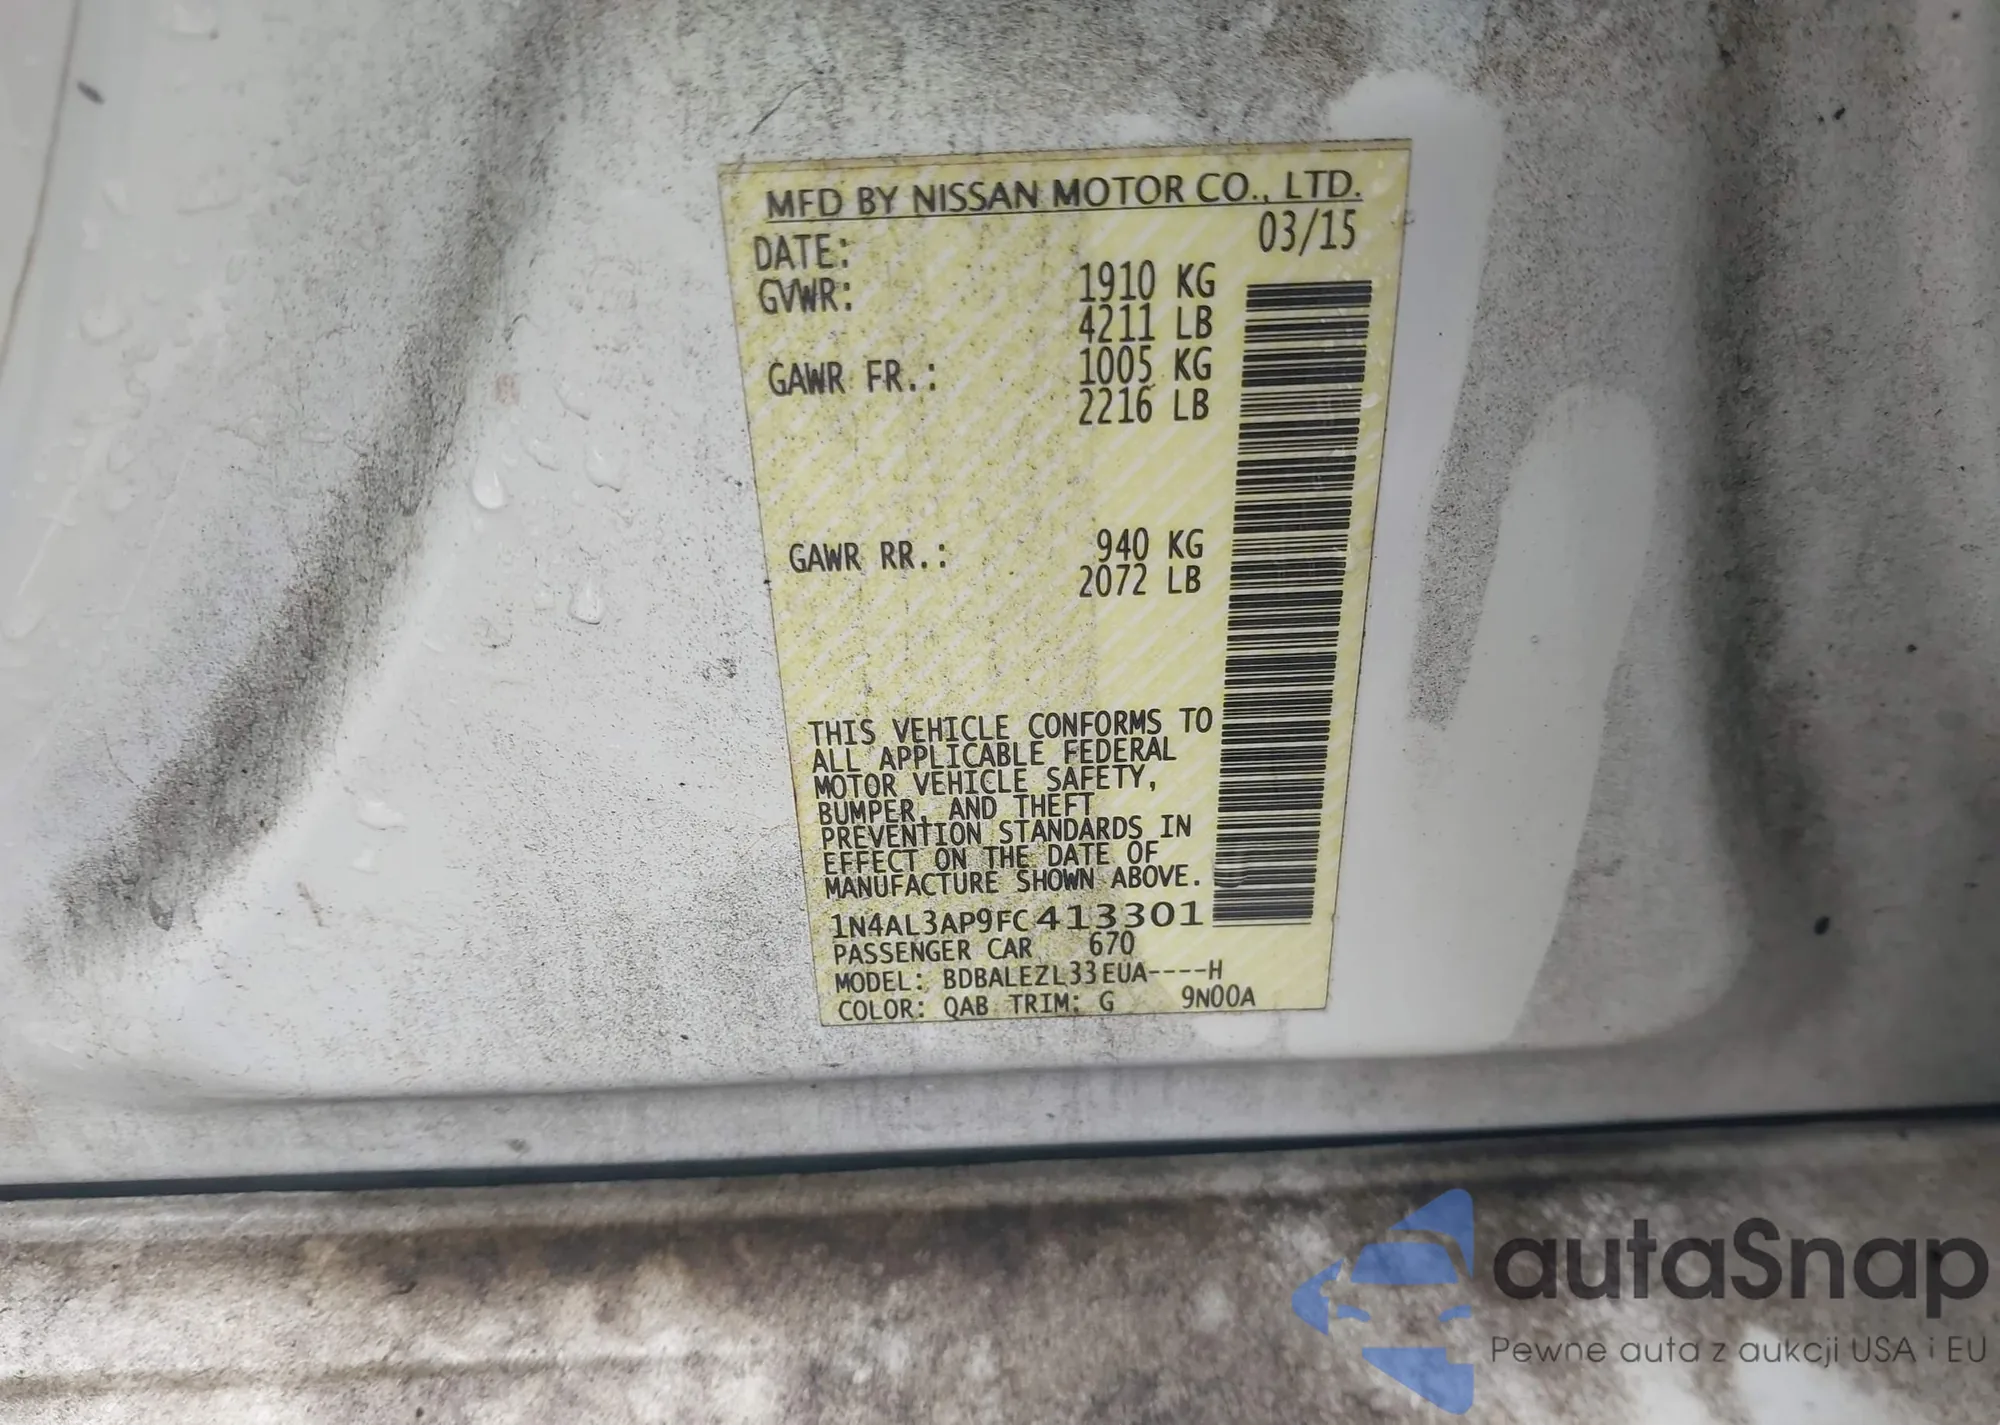 MFD BY NISSAN MOTOR CO., LTD.
DATE: 03/15
GVWR: 1910 KG
4211 LB
GAWR FR.: 1005 KG
2216 LB
GAWR RR.: 940 KG
2072 LB
THIS VEHICLE CONFORMS TO
ALL APPLICABLE FEDERAL
MOTOR VEHICLE SAFETY,
BUMPER, AND THEFT
PREVENTION STANDARDS IN
EFFECT ON THE DATE OF
MANUFACTURE SHOWN ABOVE.
1N4AL3AP9FC413301
PASSENGER CAR 670
MODEL: BDBALEZL33EUA----H
COLOR: QAB TRIM: G 9N00A
autaSnap
Pewne auta z aukcji USA i EU